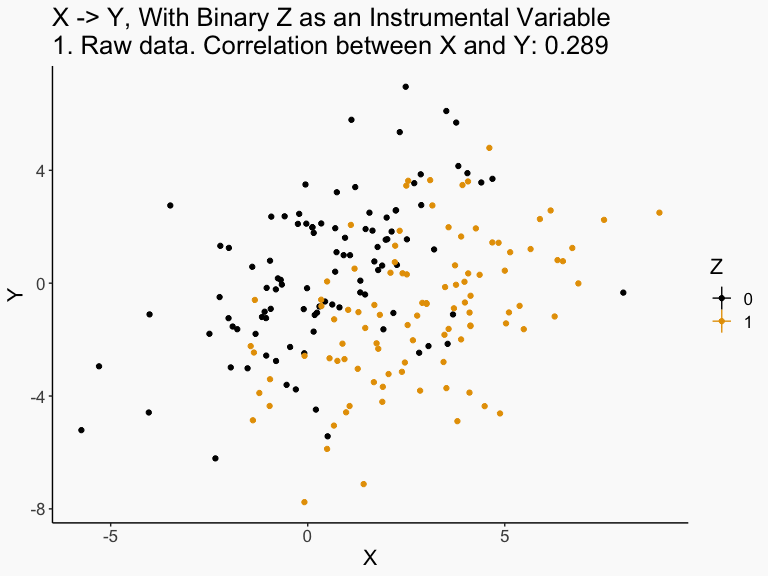 X -> Y, With Binary Z as an Instrumental Variable
1. Raw data. Correlation between X and Y: 0.289
4
0
-4
-8
Y
-5
0
5
X
Z
0
1